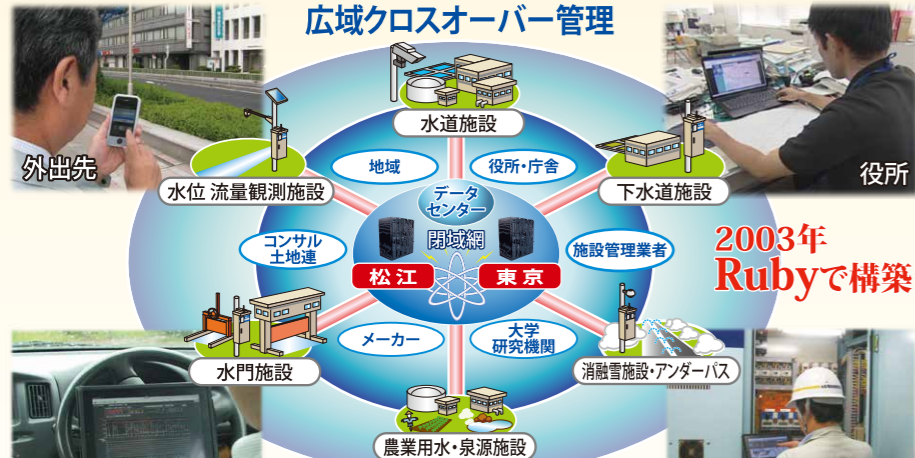 広域クロスオーバー管理
外出先
水道施設
役所
水位 流量観測施設
地域
役所・庁舎
下水道施設
データ
センター
閉域網
コンサル
土地連
施設管理業者
松江
東京
2003年
Rubyで構築
メーカー
大学
研究機関
水門施設
消融雪施設・アンダーパス
農業用水・泉源施設